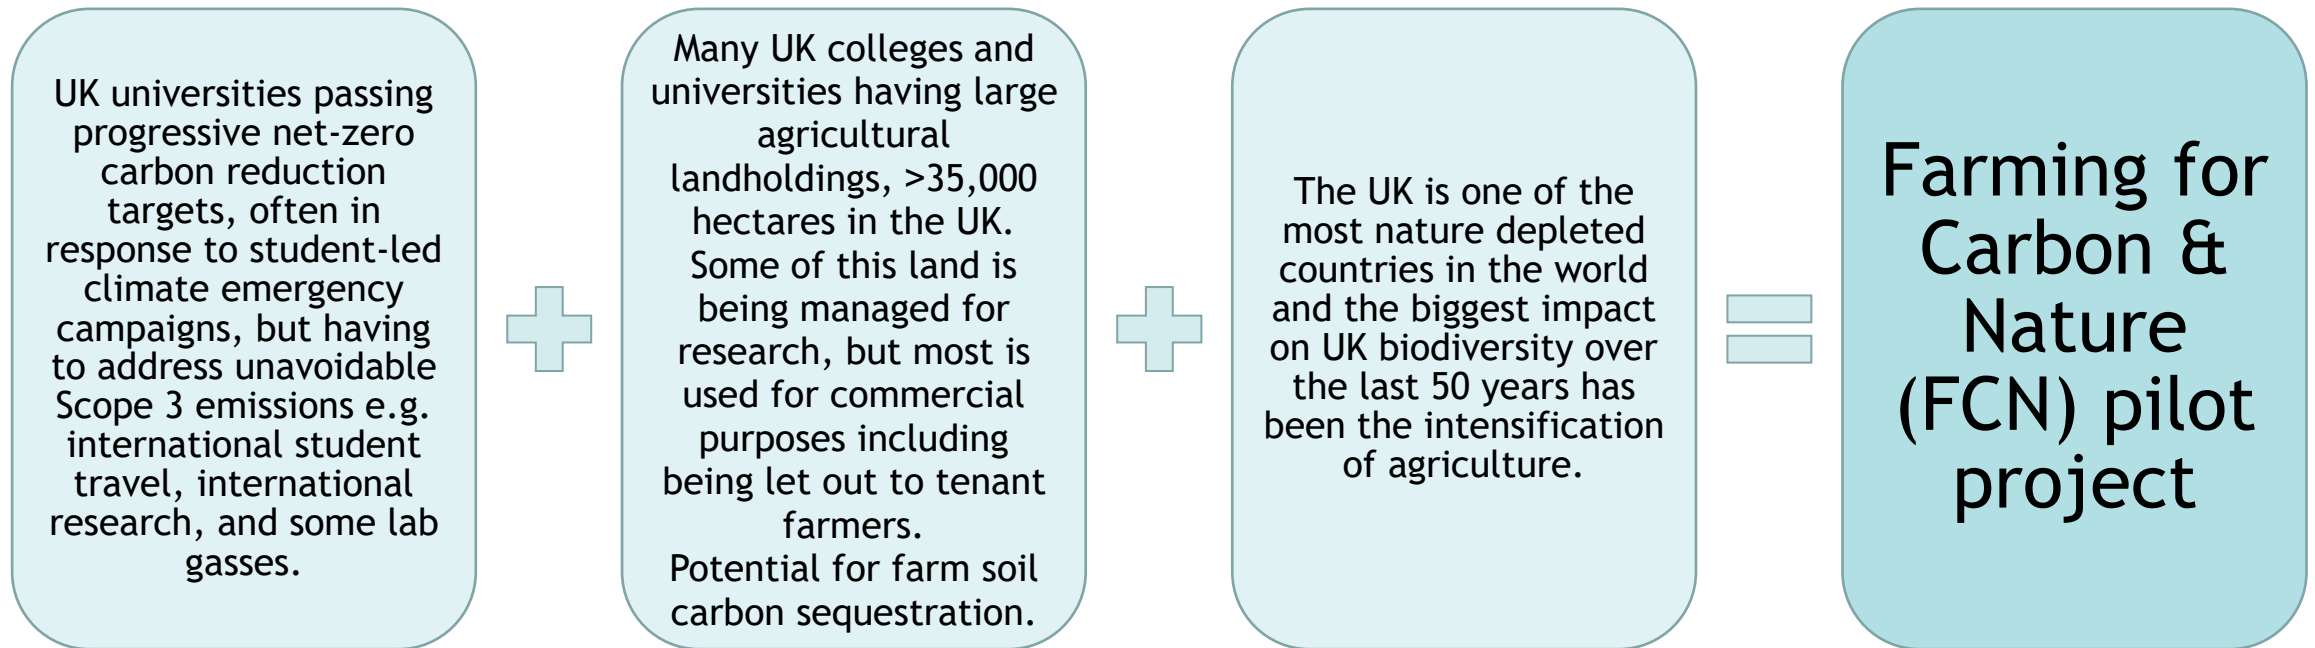 UK universities passing
progressive net-zero
carbon reduction
targets, often in
response to student-led
climate emergency
campaigns, but having
to address unavoidable
Scope 3 emissions e.g.
international student
travel, international
research, and some lab
gasses.
Many UK colleges and
universities having large
agricultural
landholdings, >35,000
hectares in the UK.
Some of this land is
being managed for
research, but most is
used for commercial
purposes including
being let out to tenant
farmers.
Potential for farm soil
carbon sequestration.
The UK is one of the
most nature depleted
countries in the world
and the biggest impact
on UK biodiversity over
the last 50 years has
been the intensification
of agriculture.
Farming for
Carbon &
Nature
(FCN) pilot
project